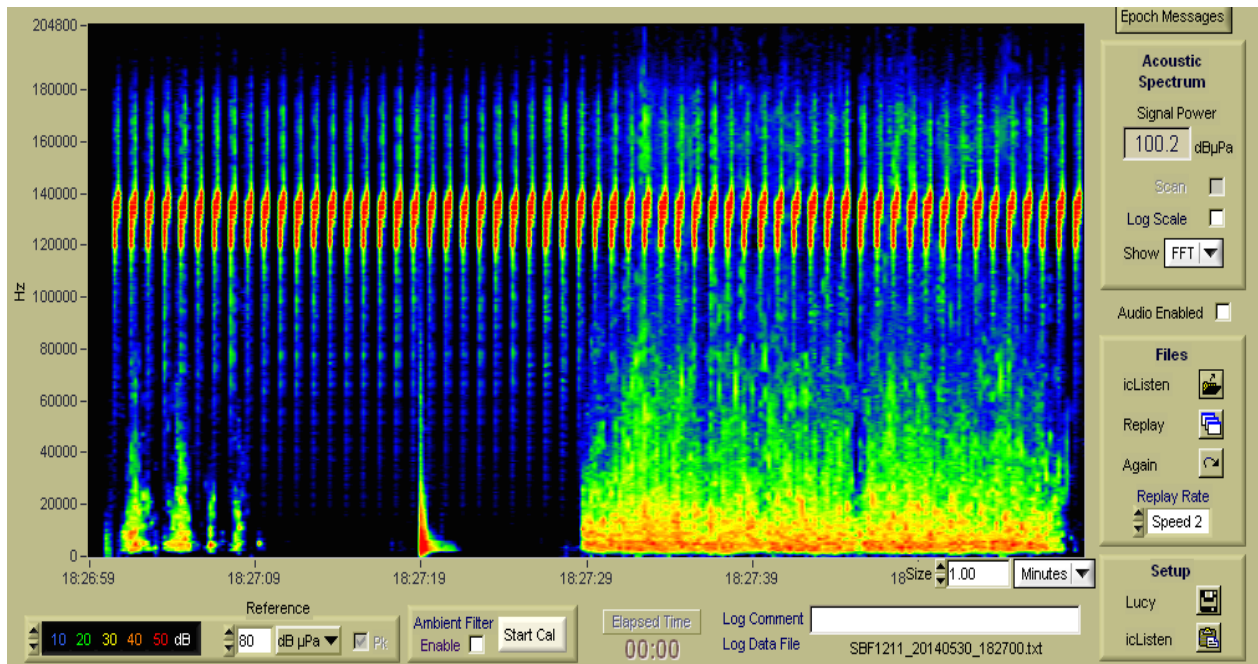 Epoch Messages
204800
180000
160000
140000
120000
100000
80000
60000
40000
20000
0
Hz
18:26:59
18:27:09
18:27:19
18:27:29
18:27:39
18
Size 1.00 Minutes
Acoustic
Spectrum
Signal Power
100.2 dBµPa
Scan
Log Scale
Show FFT
Audio Enabled
Files
icListen
Replay
Again
Replay Rate
Speed 2
Setup
Lucy
icListen
Reference
10 20 30 40 50 dB
80 dB µPa Pk
Ambient Filter
Enable
Start Cal
Elapsed Time
00:00
Log Comment
Log Data File SBF1211_20140530_182700.txt